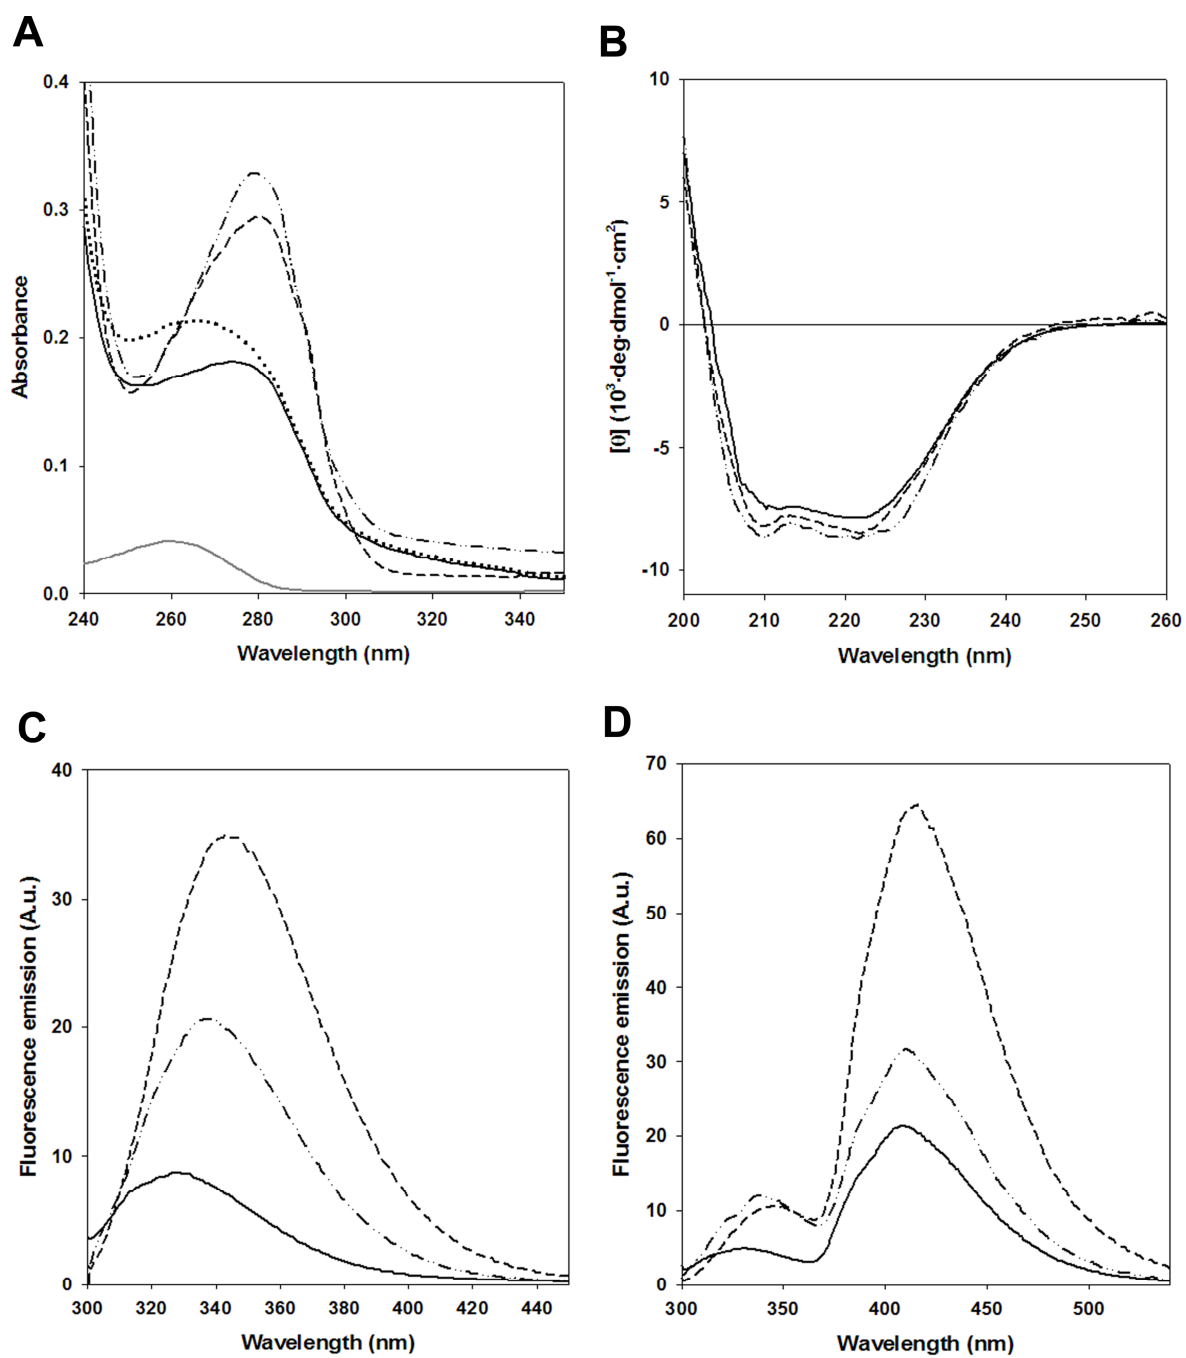 A
0.4
0.3
0.2
0.1
0.0
240 260 280 300 320 340
Absorbance
Wavelength (nm)
B
10
5
0
-5
-10
200 210 220 230 240 250 260
[θ] (10³·deg·dmol⁻¹·cm²)
Wavelength (nm)
C
40
30
20
10
0
300 320 340 360 380 400 420 440
Fluorescence emission (A.u.)
Wavelength (nm)
D
70
60
50
40
30
20
10
0
300 350 400 450 500
Fluorescence emission (A.u.)
Wavelength (nm)